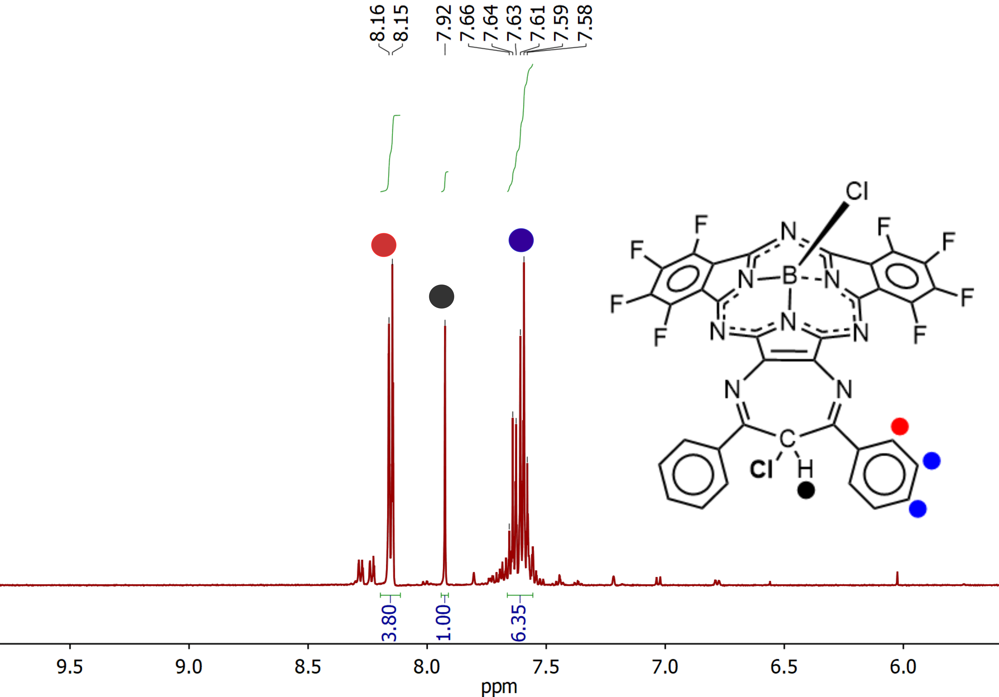 8.16
8.15
7.92
7.66
7.64
7.63
7.61
7.59
7.58
Cl
F N F
F F
N B N
F N F
N N
F F
N N
C
Cl H
3.80
1.00
6.35
9.5 9.0 8.5 8.0 7.5 7.0 6.5 6.0
ppm